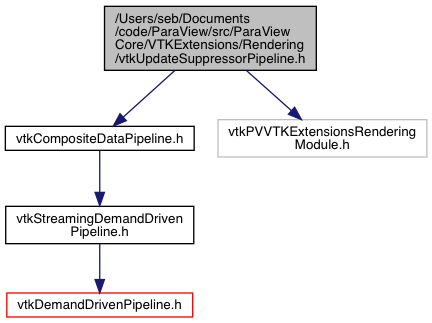 /Users/seb/Documents
/code/ParaView/src/ParaView
Core/VTKExtensions/Rendering
/vtkUpdateSuppressorPipeline.h
vtkCompositeDataPipeline.h
vtkPVVTKExtensionsRendering
Module.h
vtkStreamingDemandDriven
Pipeline.h
vtkDemandDrivenPipeline.h